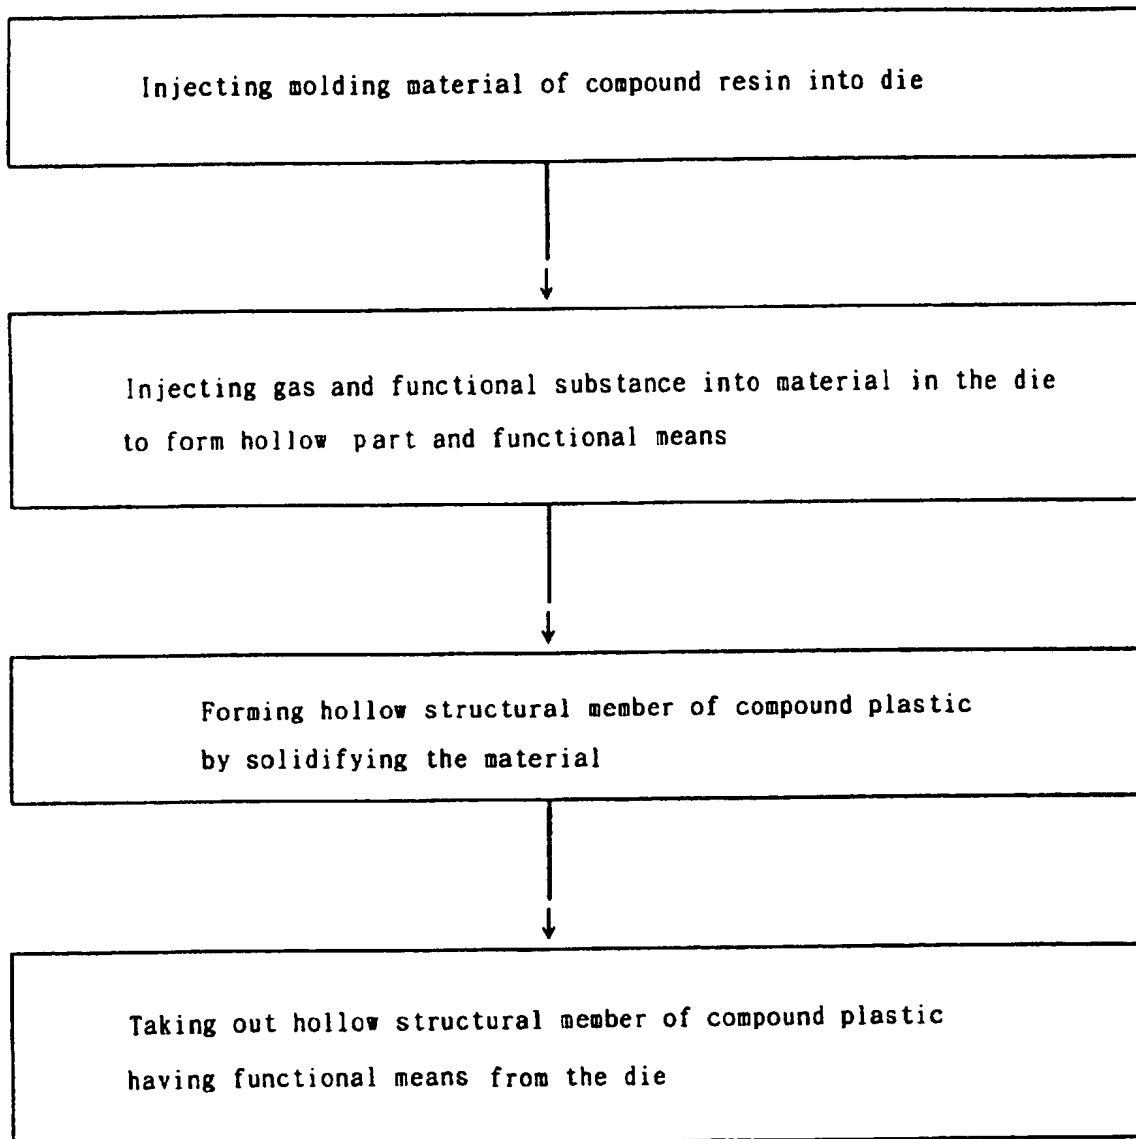 Injecting molding material of compound resin into die
Injecting gas and functional substance into material in the die
to form hollow part and functional means
Forming hollow structural member of compound plastic
by solidifying the material
Taking out hollow structural member of compound plastic
having functional means from the die